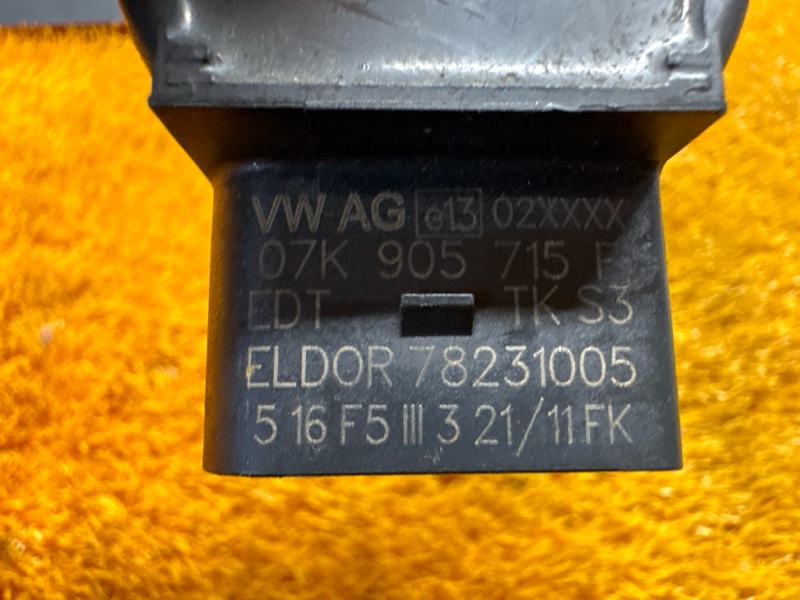 VW AG e13 02XXXX
07K 905 715 F
EDT TK S3
ELDOR 78231005
5 16 F5 III 3 21/11 FK